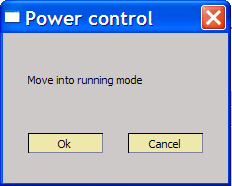 Power control
Move into running mode
Ok
Cancel